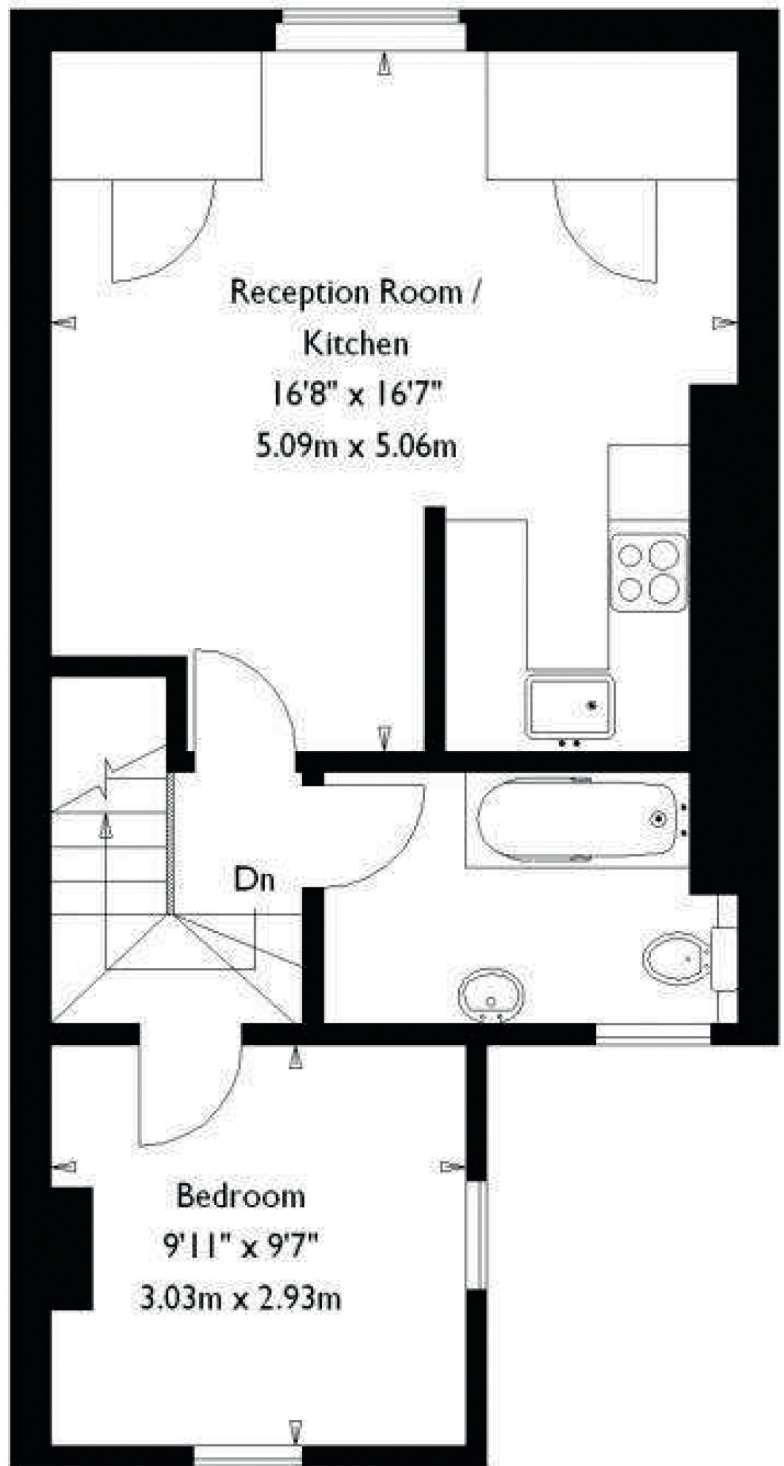 Reception Room /
Kitchen
16'8" x 16'7"
5.09m x 5.06m
Dn
Bedroom
9'11" x 9'7"
3.03m x 2.93m